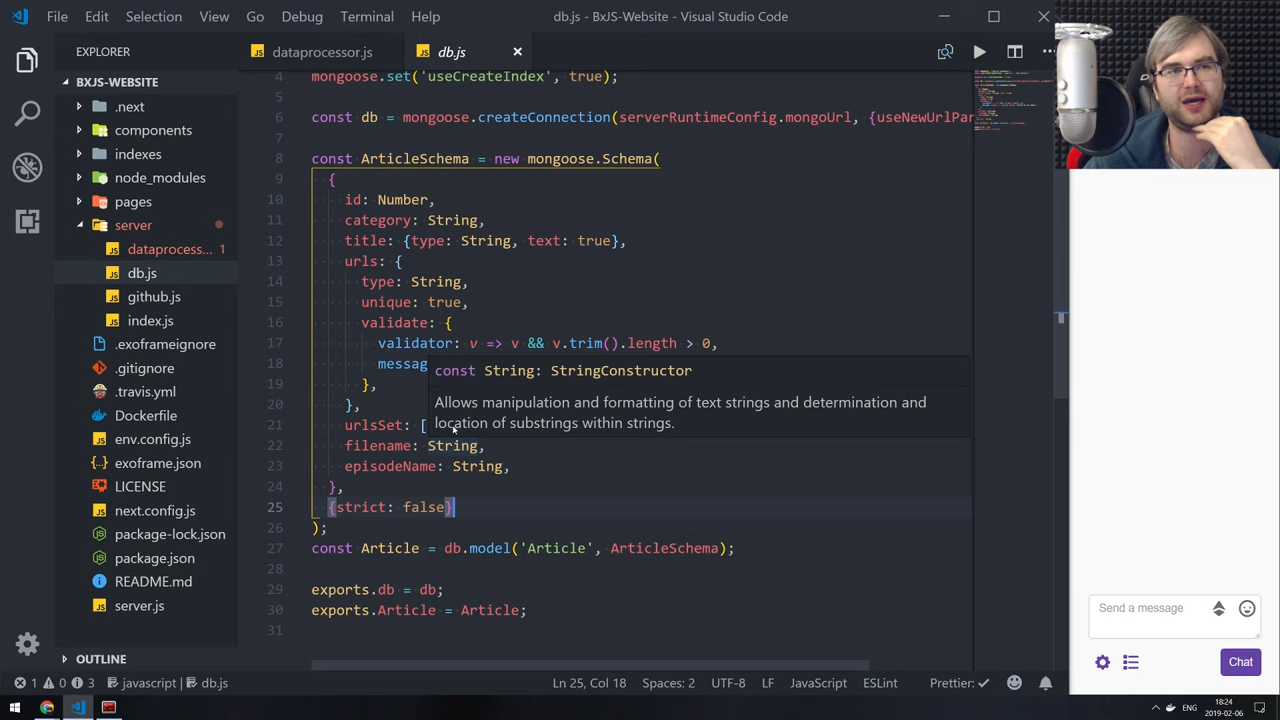 File Edit Selection View Go Debug Terminal Help
db.js - BxJS-Website - Visual Studio Code
EXPLORER
dataprocessor.js
db.js
BXJS-WEBSITE
.next
components
indexes
node_modules
pages
server
dataprocess... 1
db.js
github.js
index.js
.exoframeignore
.gitignore
.travis.yml
Dockerfile
env.config.js
exoframe.json
LICENSE
next.config.js
package-lock.json
package.json
README.md
server.js
OUTLINE
4 mongoose.set('useCreateIndex', true);
5
6 const db = mongoose.createConnection(serverRuntimeConfig.mongoUrl, {useNewUrlPar
7
8 const ArticleSchema = new mongoose.Schema(
9 {
10 id: Number,
11 category: String,
12 title: {type: String, text: true},
13 urls: {
14 type: String,
15 unique: true,
16 validate: {
17 validator: v => v && v.trim().length > 0,
18 messag
19 },
20 },
21 urlsSet: [
22 filename: String,
23 episodeName: String,
24 },
25 {strict: false}
26 );
27 const Article = db.model('Article', ArticleSchema);
28
29 exports.db = db;
30 exports.Article = Article;
31
const String: StringConstructor
Allows manipulation and formatting of text strings and determination and
location of substrings within strings.
Send a message
Chat
1 0 3 javascript db.js Ln 25, Col 18 Spaces: 2 UTF-8 LF JavaScript ESLint Prettier: ✓
ENG
18:24
2019-02-06